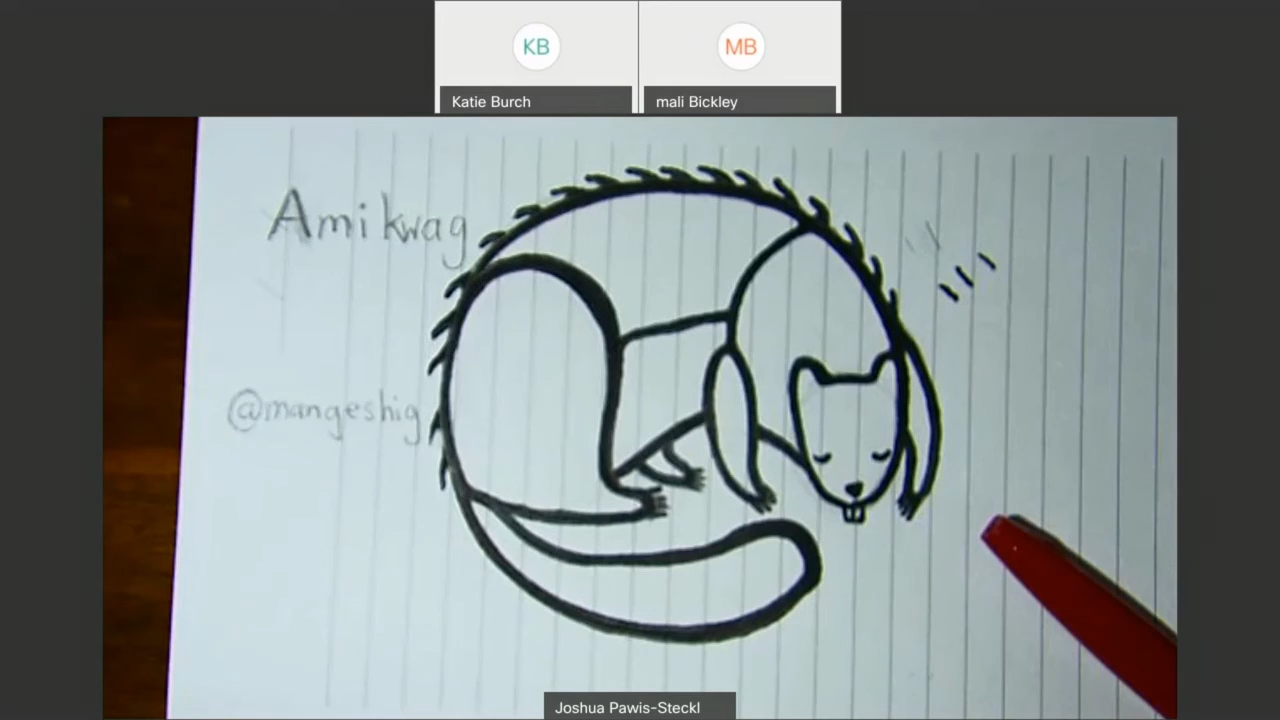 KB
MB
Katie Burch
mali Bickley
Amikwag
@mangeshig
Joshua Pawis-Steckl